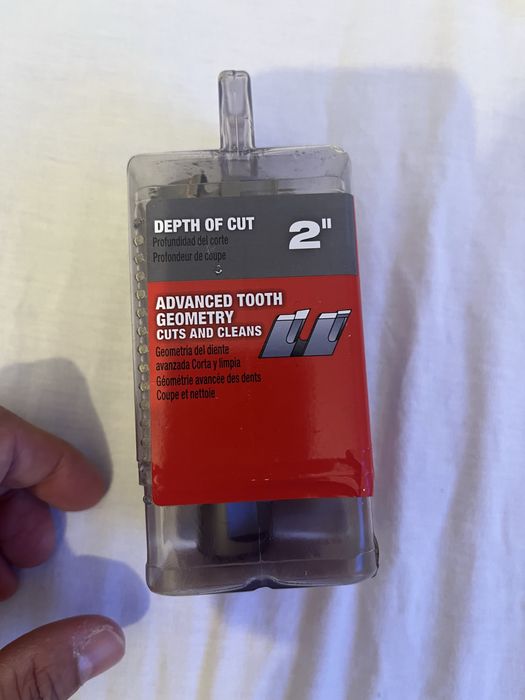 DEPTH OF CUT
Profundidad del corte
Profondeur de coupe
2"
ADVANCED TOOTH
GEOMETRY
CUTS AND CLEANS
Geometría del diente
avanzada Corta y limpia
Géométrie avancée des dents
Coupe et nettoie